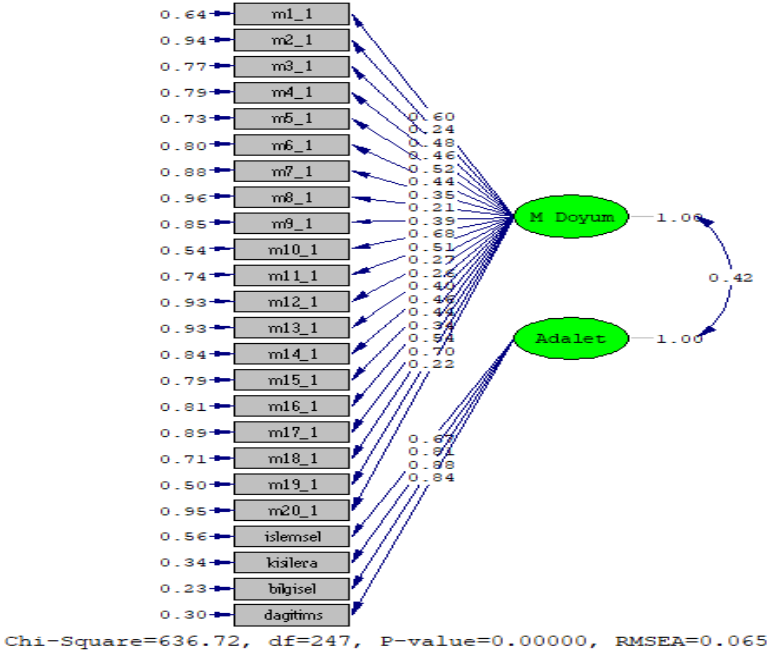 0.64 m1_1
0.94 m2_1
0.77 m3_1
0.79 m4_1
0.73 m5_1
0.80 m6_1
0.88 m7_1
0.96 m8_1
0.85 m9_1
0.54 m10_1
0.74 m11_1
0.93 m12_1
0.93 m13_1
0.84 m14_1
0.79 m15_1
0.81 m16_1
0.89 m17_1
0.71 m18_1
0.50 m19_1
0.95 m20_1
0.56 islemsel
0.34 kisilera
0.23 bilgisel
0.30 dagitims
0.60
0.24
0.48
0.46
0.52
0.44
0.35
0.21
0.39
0.68
0.51
0.27
0.26
0.40
0.46
0.44
0.34
0.54
0.70
0.22
0.67
0.81
0.88
0.84
M Doyum 1.00
0.42
Adalet 1.00
Chi-Square=636.72, df=247, P-value=0.00000, RMSEA=0.065